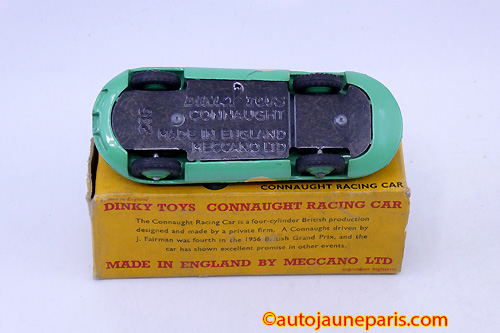 DINKY TOYS
CONNAUGHT
236
MADE IN ENGLAND
MECCANO LTD
CONNAUGHT RACING CAR
DINKY TOYS CONNAUGHT RACING CAR
The Connaught Racing Car is a four-cylinder British production
designed and made by a private firm. A Connaught driven by
J. Fairman was fourth in the 1956 British Grand Prix, and the
car has shown excellent promise in other events.
MADE IN ENGLAND BY MECCANO LTD
©autojauneparis.com